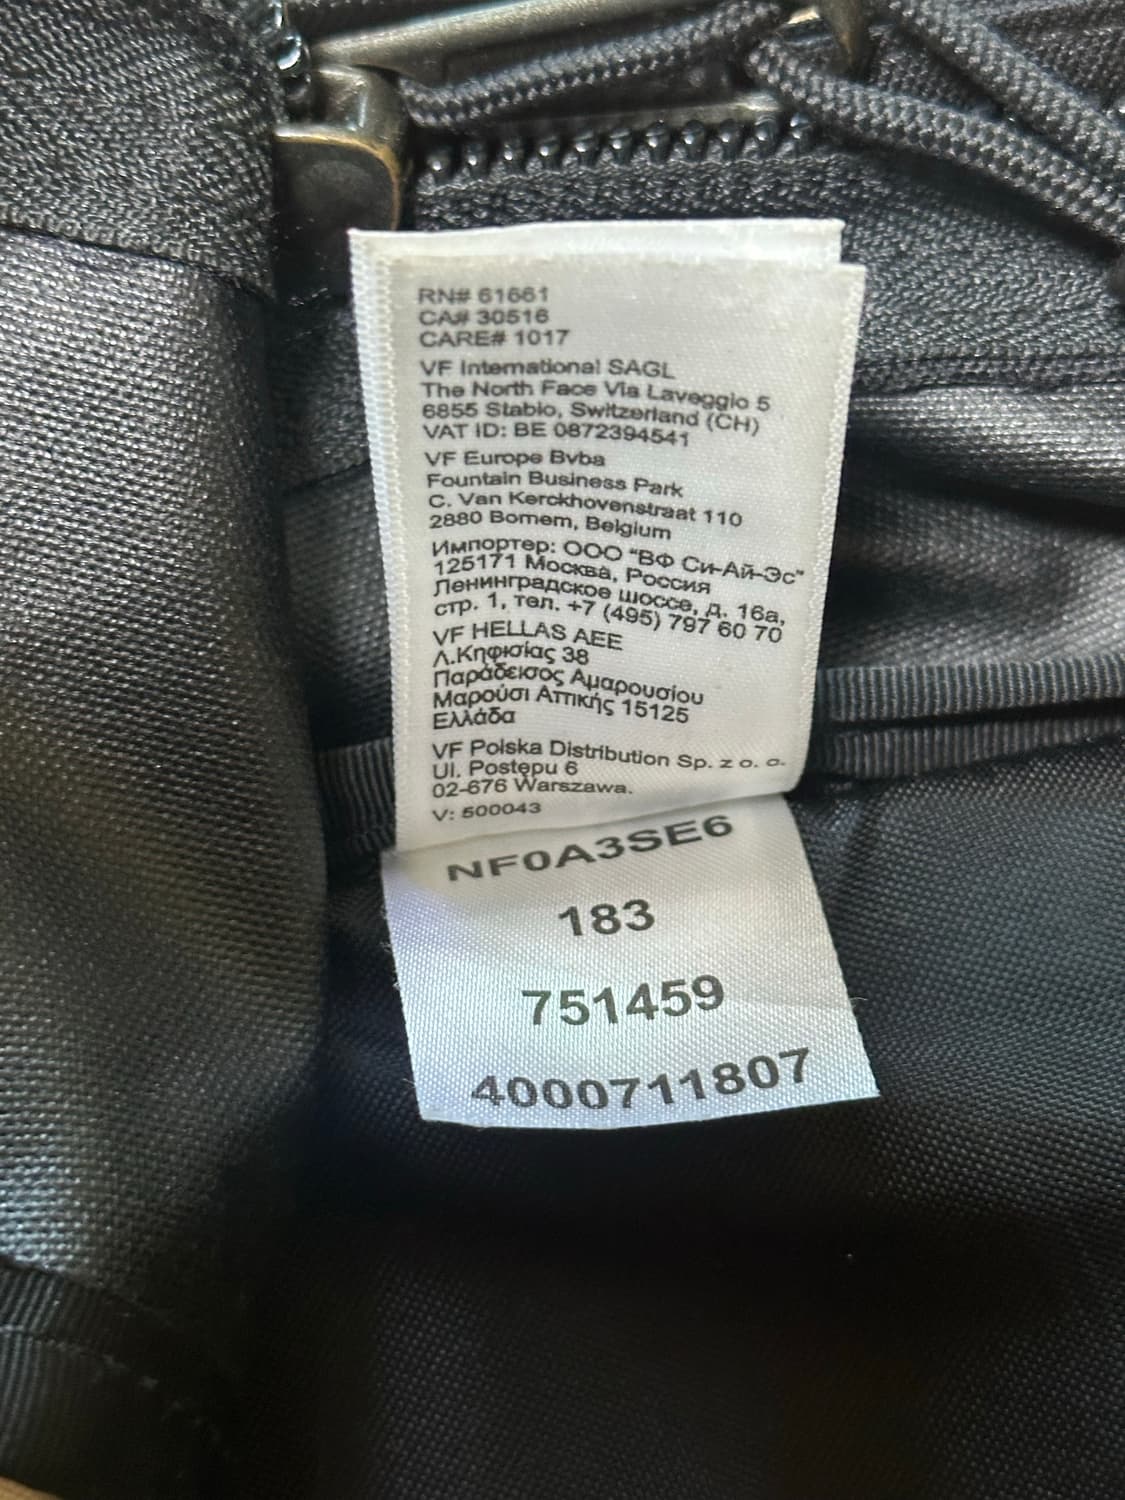 RN# 61661
CA# 30516
CARE# 1017
VF International SAGL
The North Face Via Laveggio 5
6855 Stabio, Switzerland (CH)
VAT ID: BE 0872394541
VF Europe Bvba
Fountain Business Park
C. Van Kerckhovenstraat 110
2880 Bornem, Belgium
Импортер: ООО "ВФ Си-Ай-Эс"
125171 Москва, Россия
Ленинградское шоссе, д. 16а,
стр. 1, тел. +7 (495) 797 60 70
VF HELLAS AEE
Λ.Κηφισίας 38
Παράδεισος Αμαρουσίου
Μαρούσι Αττικής 15125
Ελλάδα
VF Polska Distribution Sp. z o. o.
Ul. Postępu 6
02-676 Warszawa.
V: 500043
NF0A3SE6
183
751459
4000711807